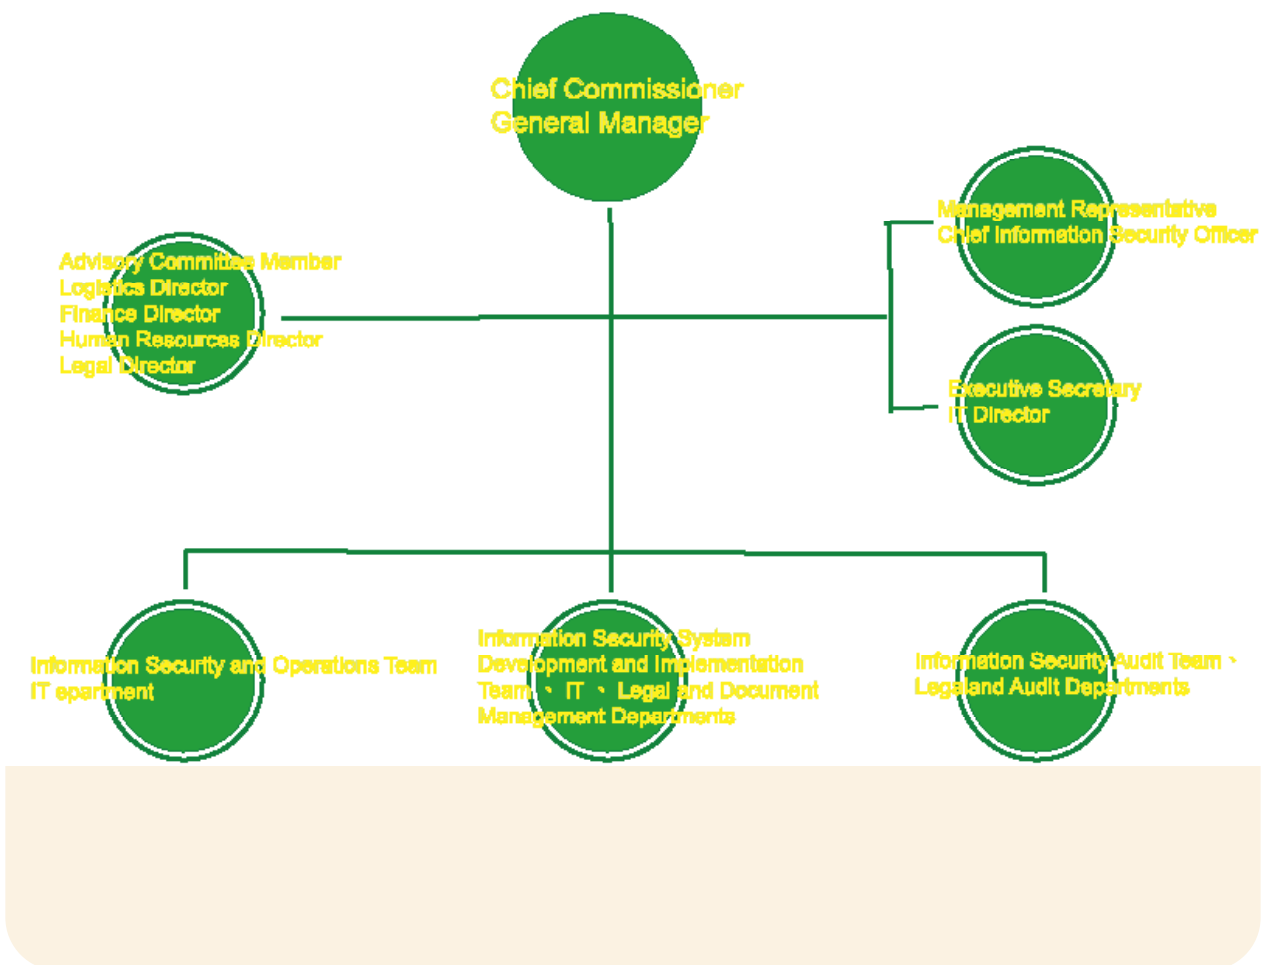 Chief Commissioner
General Manager
Management Representative
Chief Information Security Officer
Advisory Committee Member
Logistics Director
Finance Director
Human Resources Director
Legal Director
Executive Secretary
IT Director
Information Security and Operations Team
IT epartment
Information Security System
Development and Implementation
Team、 IT 、 Legal and Document
Management Departments
Information Security Audit Team、
Legaland Audit Departments